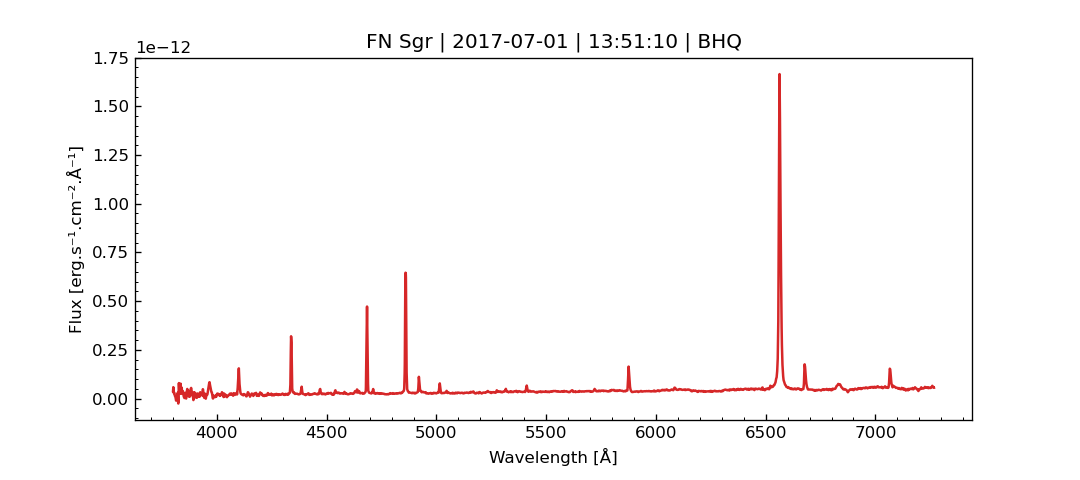 FN Sgr | 2017-07-01 | 13:51:10 | BHQ
1e−12
1.75
1.50
1.25
1.00
0.75
0.50
0.25
0.00
Flux [erg.s⁻¹.cm⁻².Å⁻¹]
4000 4500 5000 5500 6000 6500 7000
Wavelength [Å]